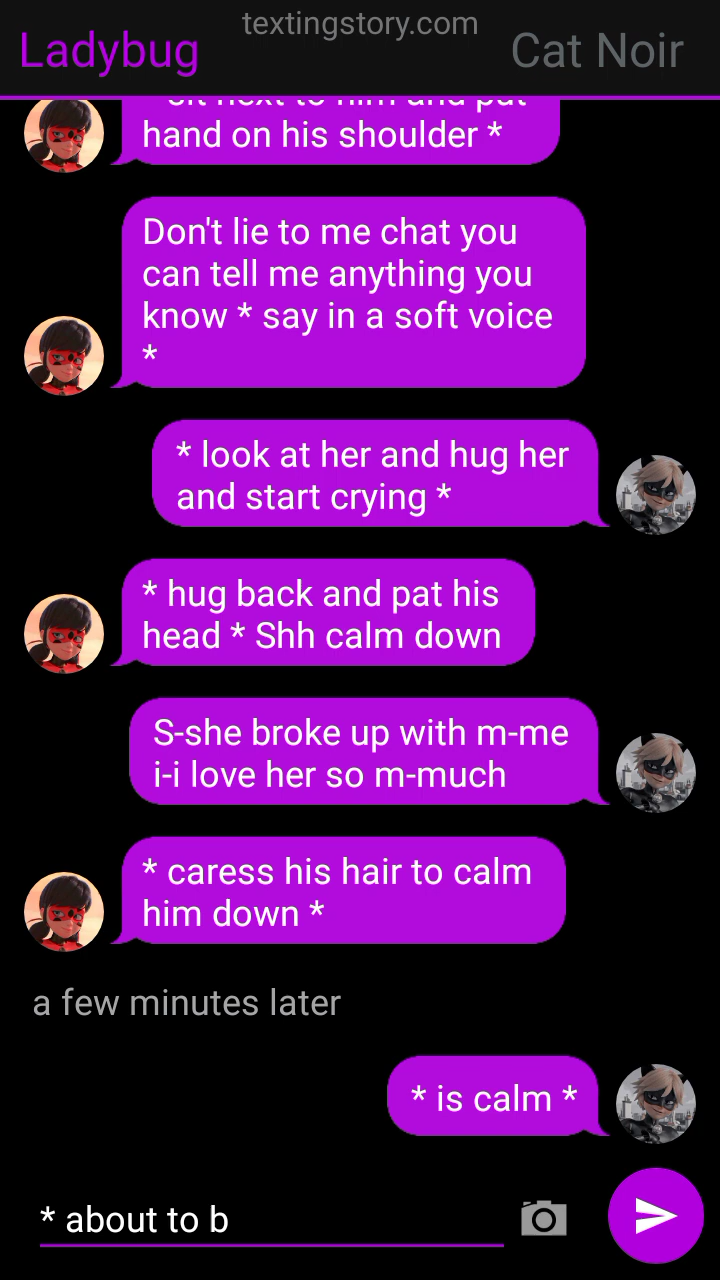 textingstory.com
Ladybug
Cat Noir
* sit next to him and put
hand on his shoulder *
Don't lie to me chat you
can tell me anything you
know * say in a soft voice
*
* look at her and hug her
and start crying *
* hug back and pat his
head * Shh calm down
S-she broke up with m-me
i-i love her so m-much
* caress his hair to calm
him down *
a few minutes later
* is calm *
* about to b